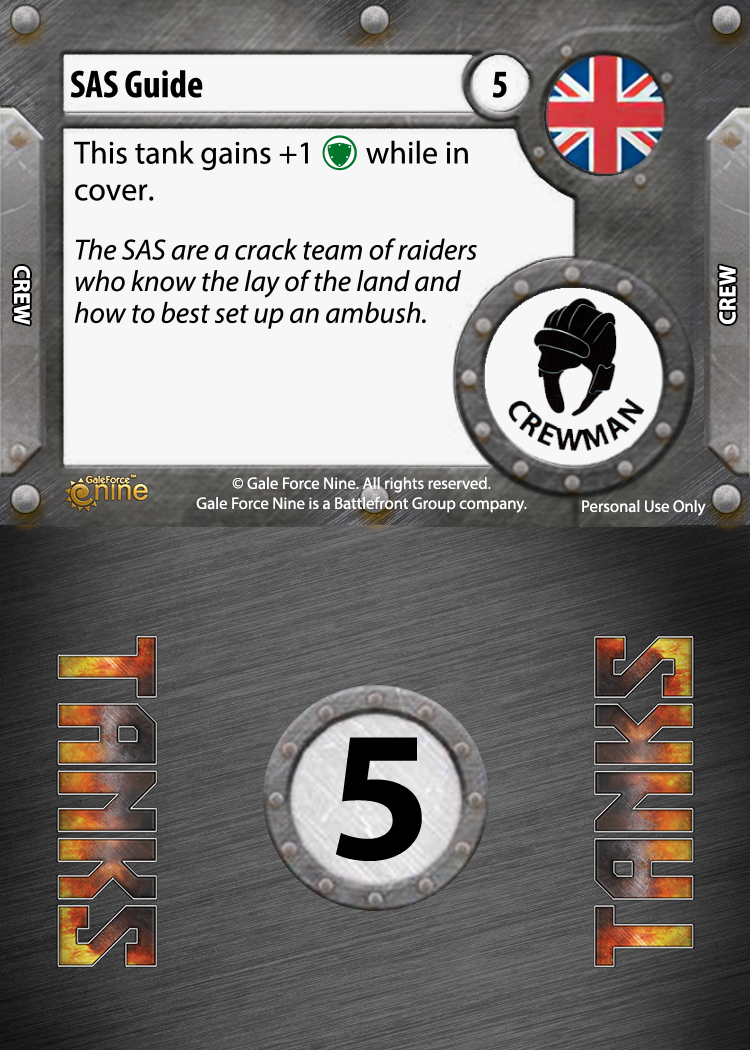 SAS Guide
5
This tank gains +1 while in
cover.
The SAS are a crack team of raiders
who know the lay of the land and
how to best set up an ambush.
CREW
CREW
CREWMAN
GaleForce™
nine
© Gale Force Nine. All rights reserved.
Gale Force Nine is a Battlefront Group company.
Personal Use Only
TANKS
5
TANKS